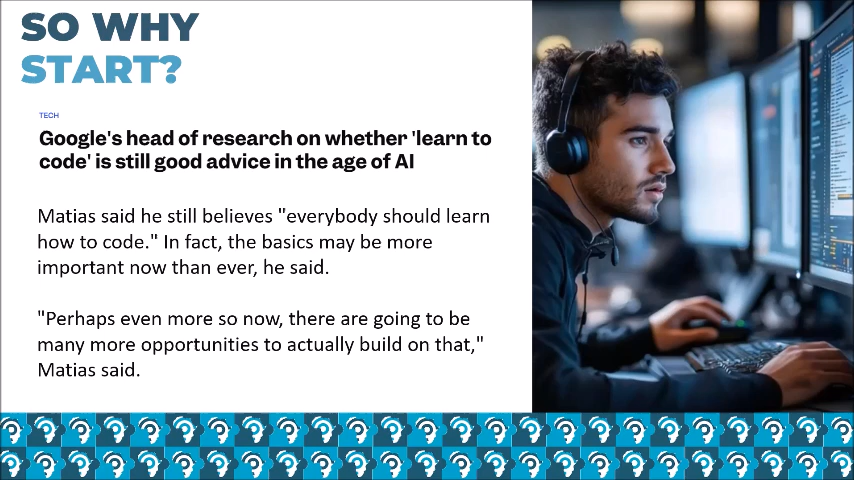 SO WHY
START?
TECH
Google's head of research on whether 'learn to
code' is still good advice in the age of AI
Matias said he still believes "everybody should learn
how to code." In fact, the basics may be more
important now than ever, he said.
"Perhaps even more so now, there are going to be
many more opportunities to actually build on that,"
Matias said.